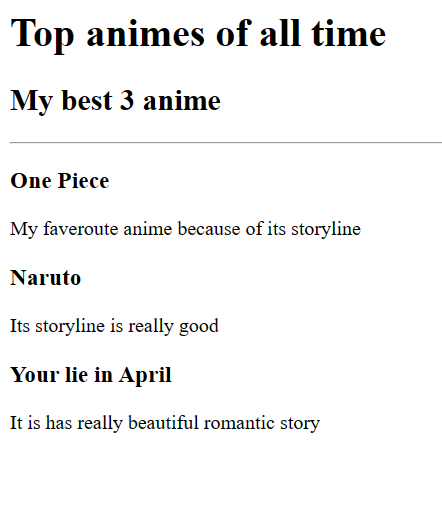 Top animes of all time
My best 3 anime
One Piece
My faveroute anime because of its storyline
Naruto
Its storyline is really good
Your lie in April
It is has really beautiful romantic story